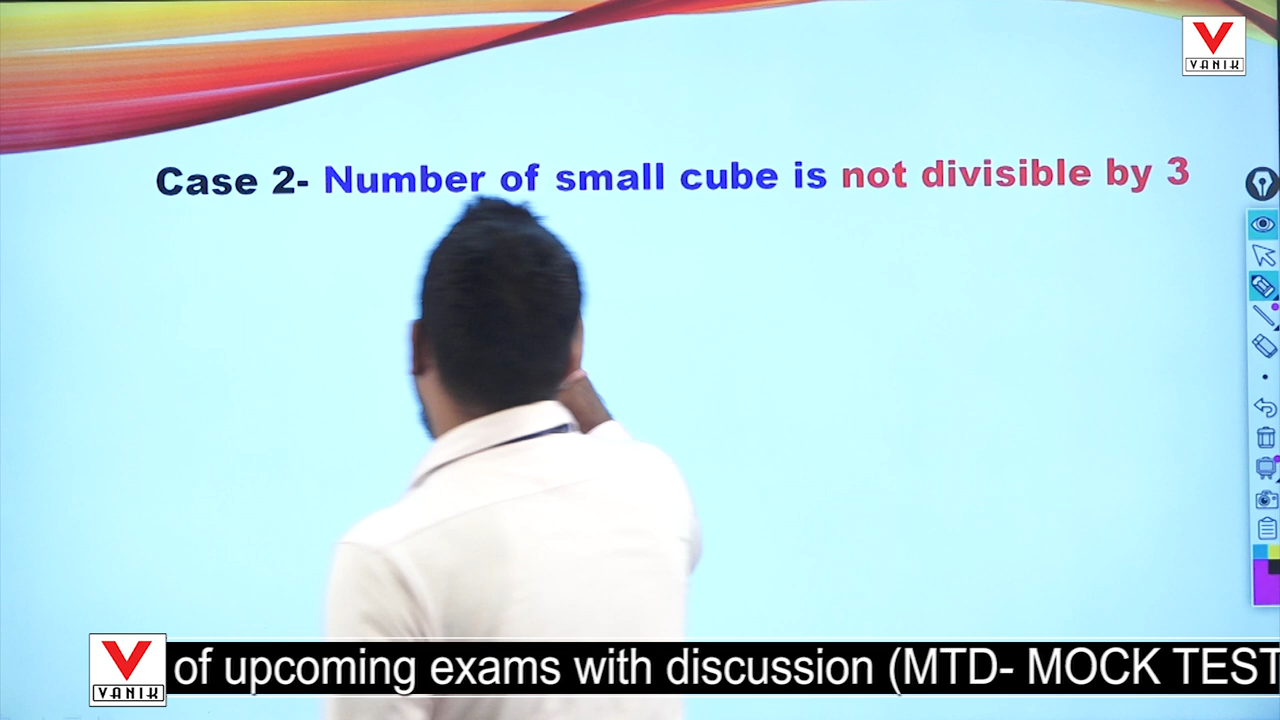 VANIK
Case 2- Number of small cube is not divisible by 3
VANIK
of upcoming exams with discussion (MTD- MOCK TEST